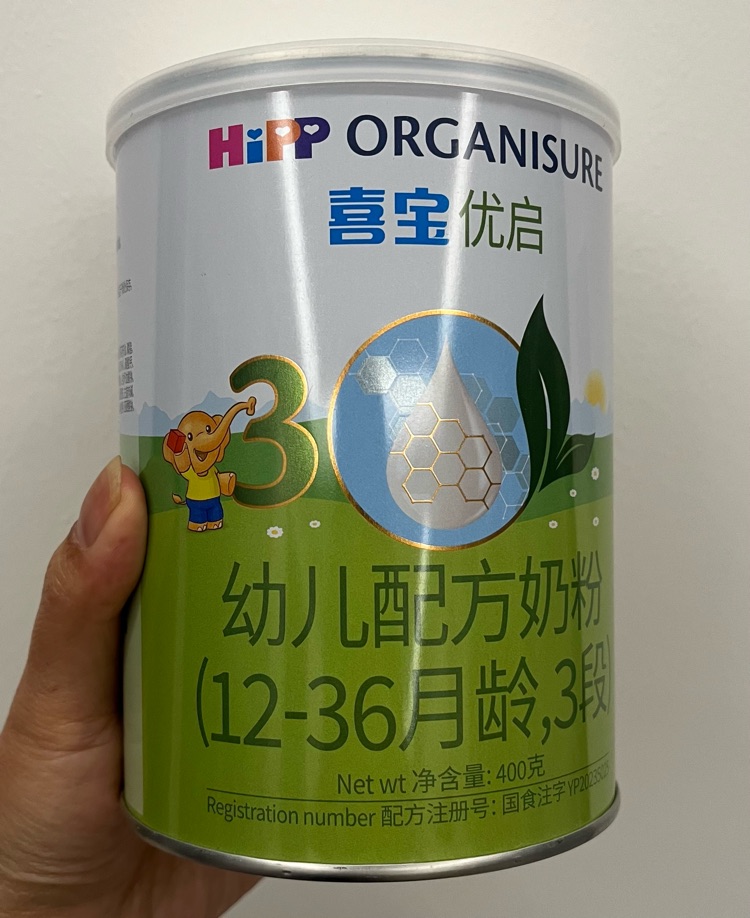 HiPP ORGANISURE
喜宝优启
3
幼儿配方奶粉
(12-36月龄,3段)
Net wt 净含量: 400克
Registration number 配方注册号: 国食注字